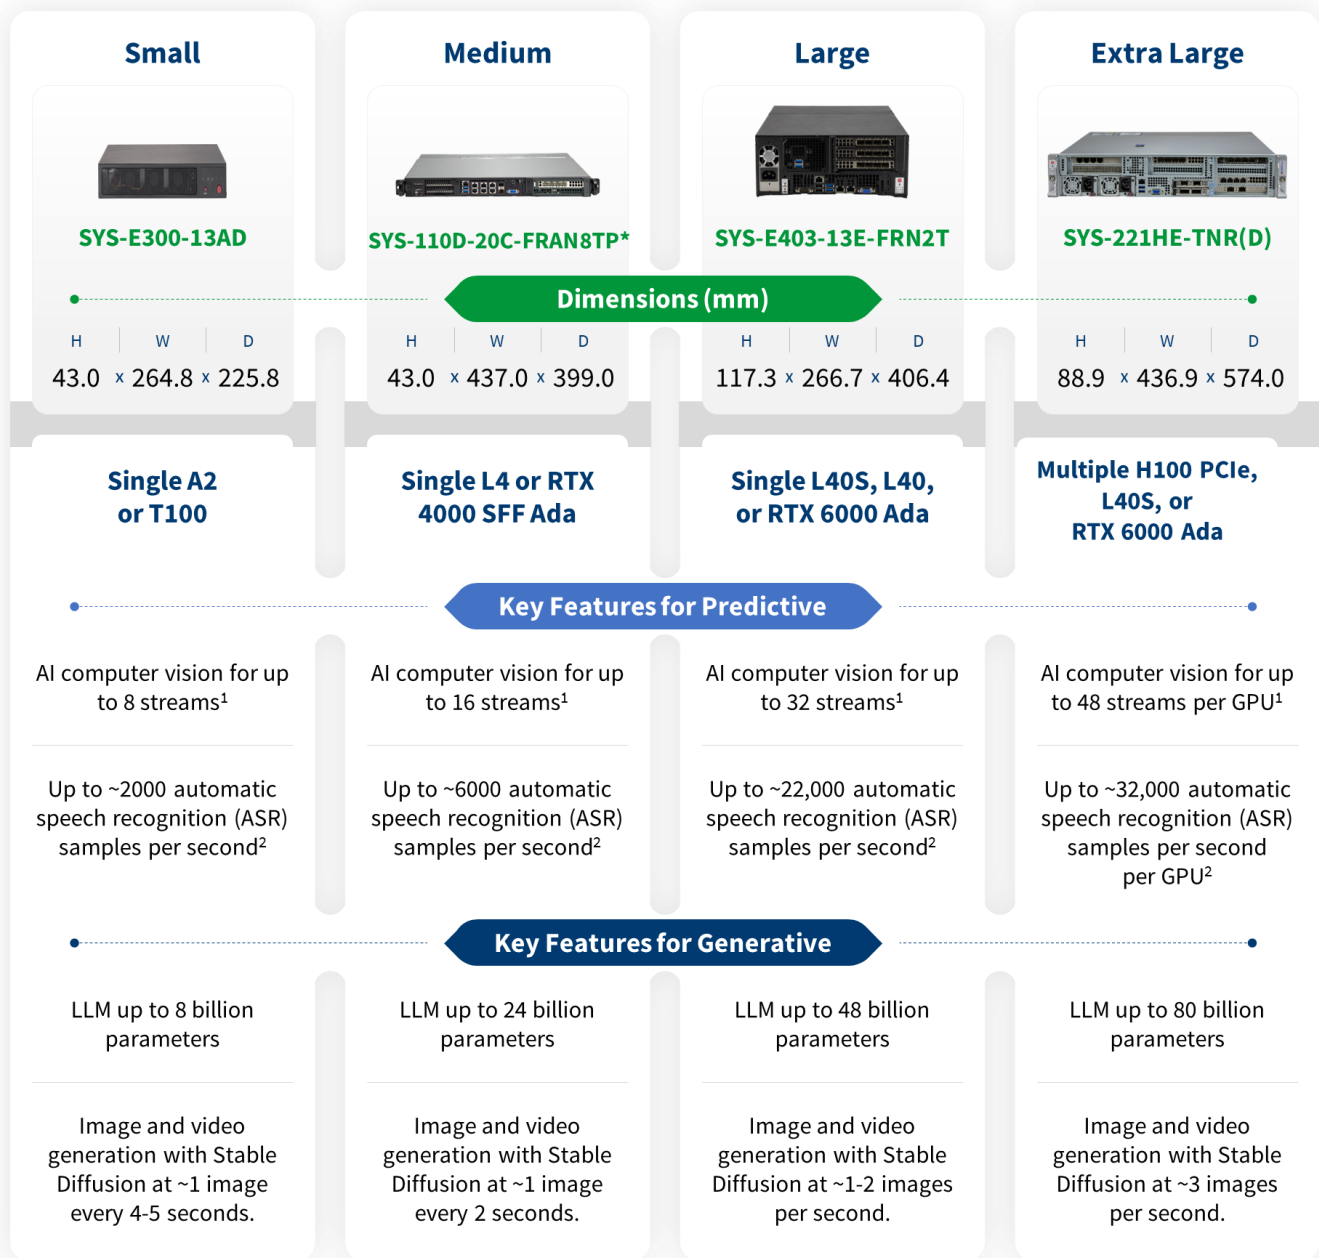 Small
Medium
Large
Extra Large
SYS-E300-13AD
SYS-110D-20C-FRAN8TP*
SYS-E403-13E-FRN2T
SYS-221HE-TNR(D)
Dimensions (mm)
H W D
H W D
H W D
H W D
43.0 x 264.8 x 225.8
43.0 x 437.0 x 399.0
117.3 x 266.7 x 406.4
88.9 x 436.9 x 574.0
Single A2
or T100
Single L4 or RTX
4000 SFF Ada
Single L40S, L40,
or RTX 6000 Ada
Multiple H100 PCIe,
L40S, or
RTX 6000 Ada
Key Features for Predictive
AI computer vision for up
to 8 streams¹
AI computer vision for up
to 16 streams¹
AI computer vision for up
to 32 streams¹
AI computer vision for up
to 48 streams per GPU¹
Up to ~2000 automatic
speech recognition (ASR)
samples per second²
Up to ~6000 automatic
speech recognition (ASR)
samples per second²
Up to ~22,000 automatic
speech recognition (ASR)
samples per second²
Up to ~32,000 automatic
speech recognition (ASR)
samples per second
per GPU²
Key Features for Generative
LLM up to 8 billion
parameters
LLM up to 24 billion
parameters
LLM up to 48 billion
parameters
LLM up to 80 billion
parameters
Image and video
generation with Stable
Diffusion at ~1 image
every 4-5 seconds.
Image and video
generation with Stable
Diffusion at ~1 image
every 2 seconds.
Image and video
generation with Stable
Diffusion at ~1-2 images
per second.
Image and video
generation with Stable
Diffusion at ~3 images
per second.